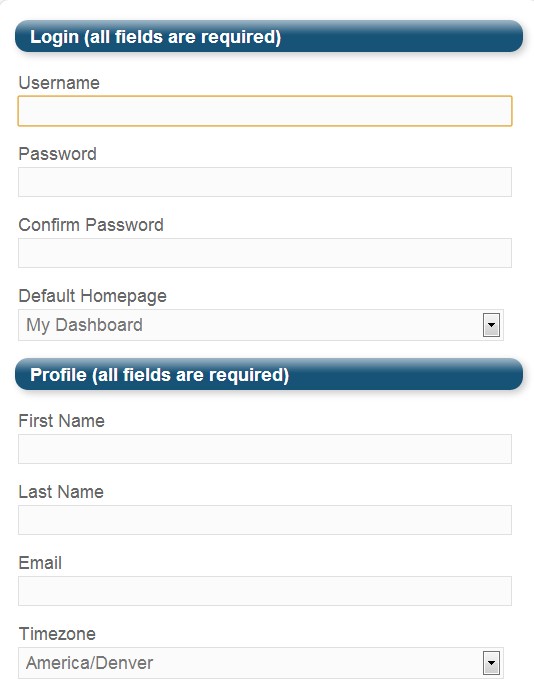 Login (all fields are required)
Username
Password
Confirm Password
Default Homepage
My Dashboard
Profile (all fields are required)
First Name
Last Name
Email
Timezone
America/Denver